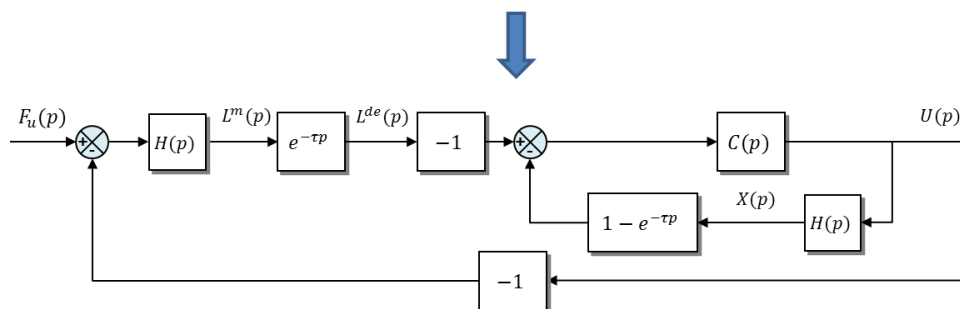 F_u(p) + - H(p) L^m(p) e^{-τp} L^{de}(p) -1 + - C(p) U(p)
1 - e^{-τp} X(p) H(p)
-1